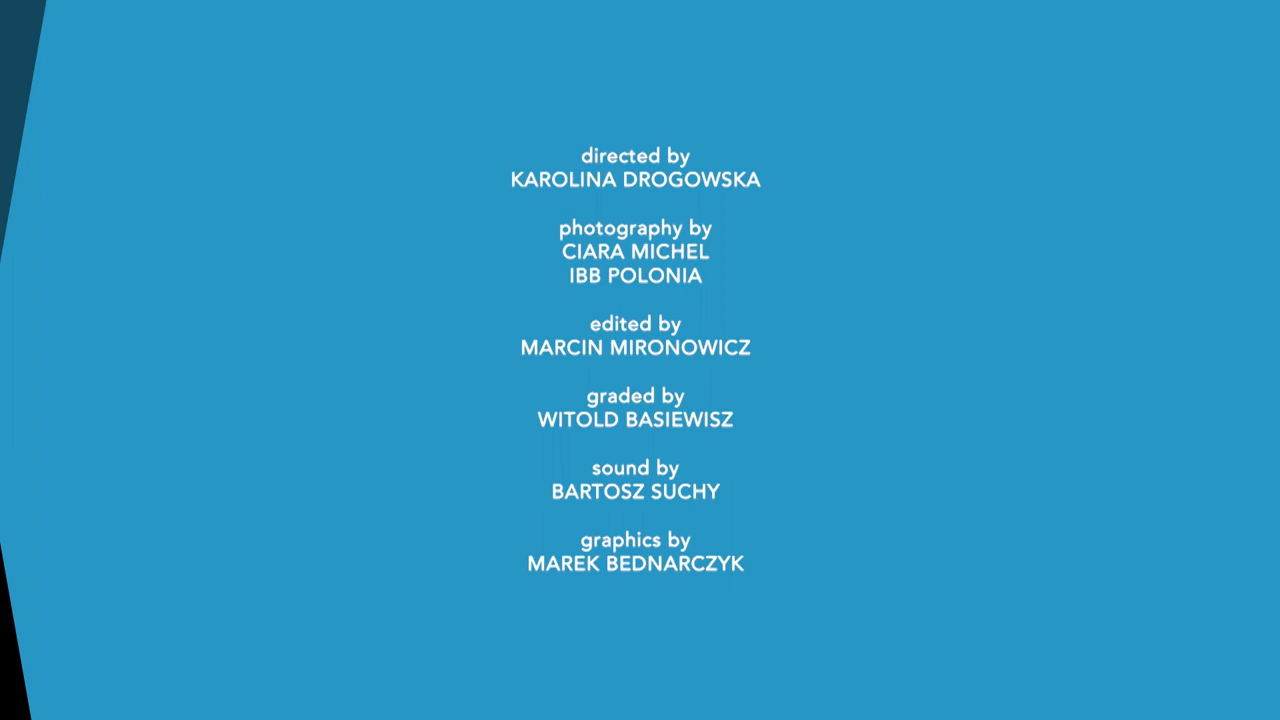 directed by
KAROLINA DROGOWSKA
photography by
CIARA MICHEL
IBB POLONIA
edited by
MARCIN MIRONOWICZ
graded by
WITOLD BASIEWISZ
sound by
BARTOSZ SUCHY
graphics by
MAREK BEDNARCZYK